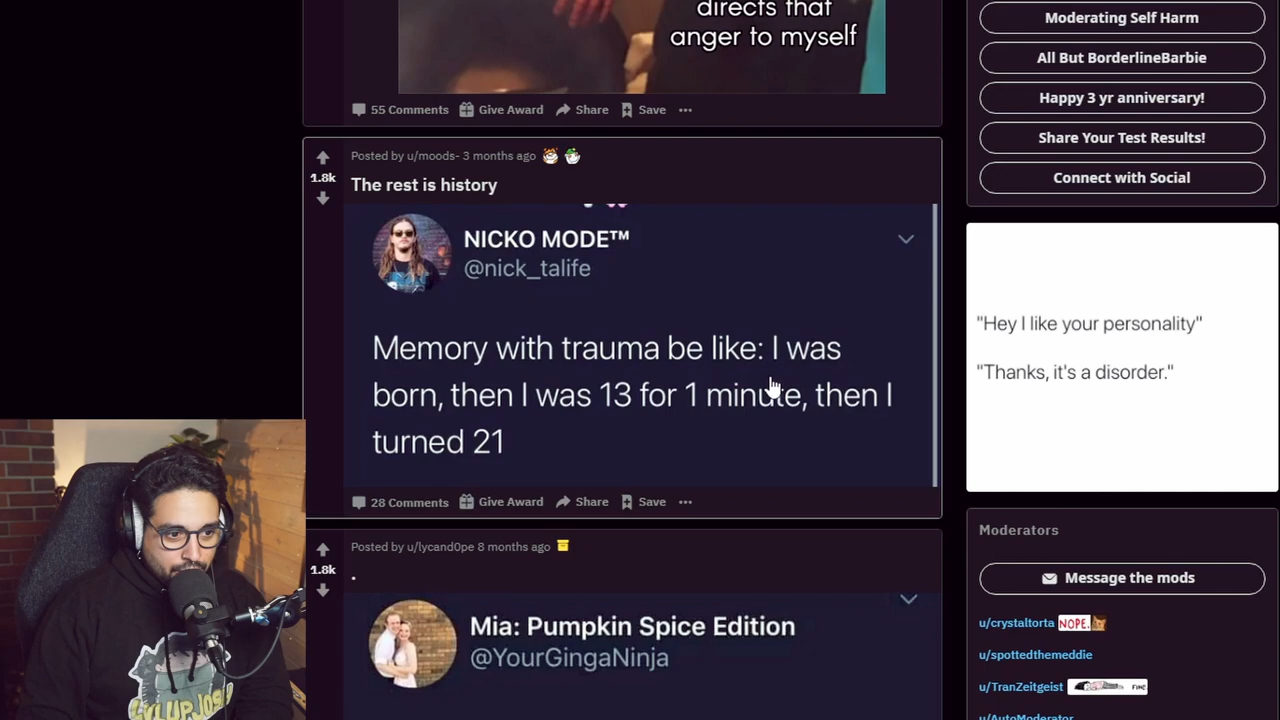 directs that
anger to myself
55 Comments Give Award Share Save
Posted by u/moods- 3 months ago
1.8k
The rest is history
NICKO MODE™
@nick_talife
Memory with trauma be like: I was
born, then I was 13 for 1 minute, then I
turned 21
28 Comments Give Award Share Save
Posted by u/lycand0pe 8 months ago
1.8k
.
Mia: Pumpkin Spice Edition
@YourGingaNinja
Moderating Self Harm
All But BorderlineBarbie
Happy 3 yr anniversary!
Share Your Test Results!
Connect with Social
"Hey I like your personality"
"Thanks, it's a disorder."
Moderators
Message the mods
u/crystaltorta NOPE.
u/spottedthemeddie
u/TranZeitgeist FINE
u/AutoModerator